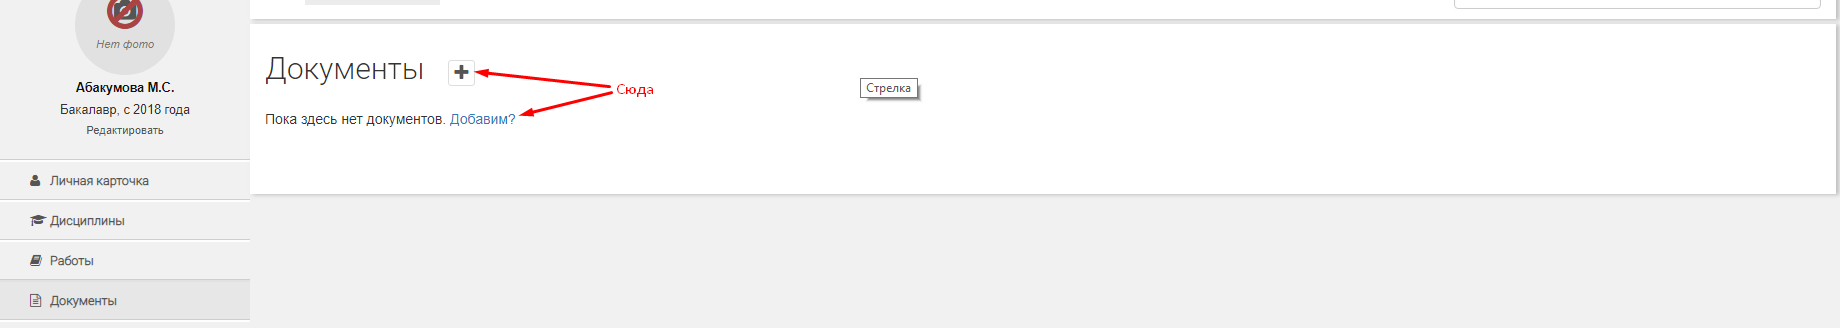 Нет фото
Абакумова М.С.
Бакалавр, с 2018 года
Редактировать
Личная карточка
Дисциплины
Работы
Документы
Документы
Сюда
Стрелка
Пока здесь нет документов. Добавим?